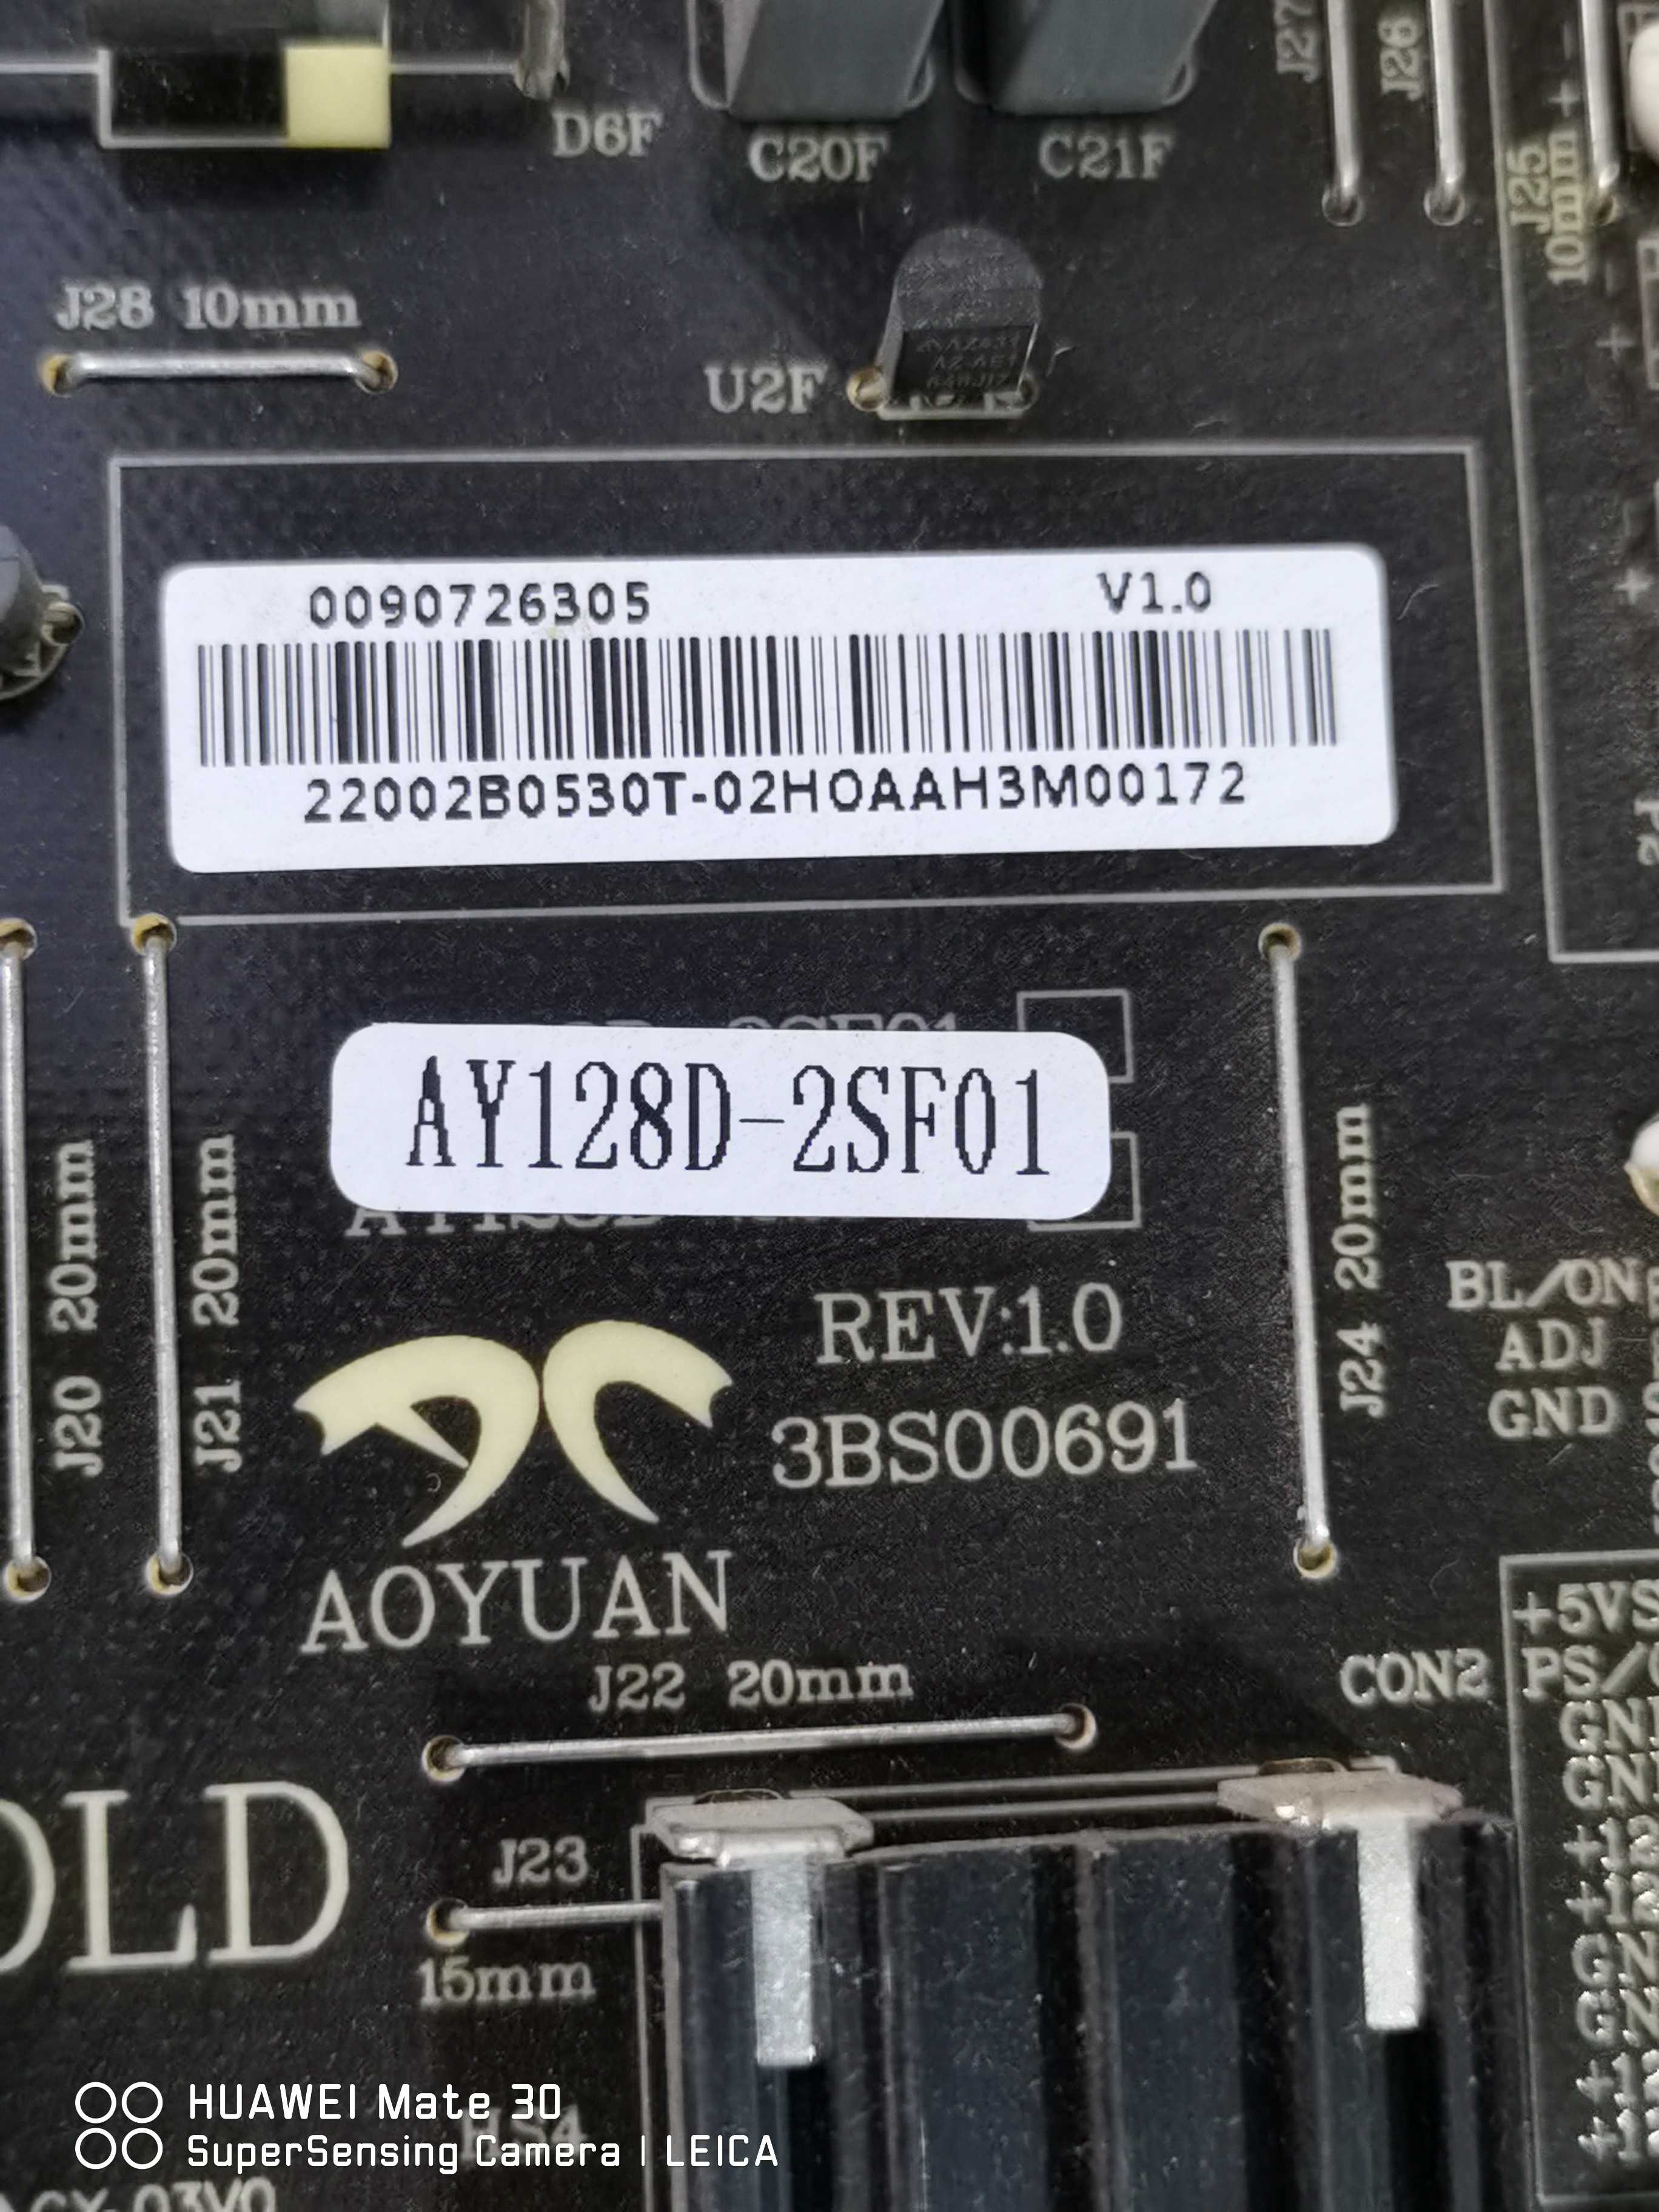 D6F
C20F
C21F
J27
J26
J25
10mm
J28 10mm
U2F
0090726305
V1.0
22002B0530T-02HOAAH3M00172
AY128D-2SF01
J20 20mm
J21 20mm
J24 20mm
REV:1.0
3BS00691
AOYUAN
BL/ON
ADJ
GND
J22 20mm
CON2
J23
15mm
HUAWEI Mate 30
SuperSensing Camera | LEICA